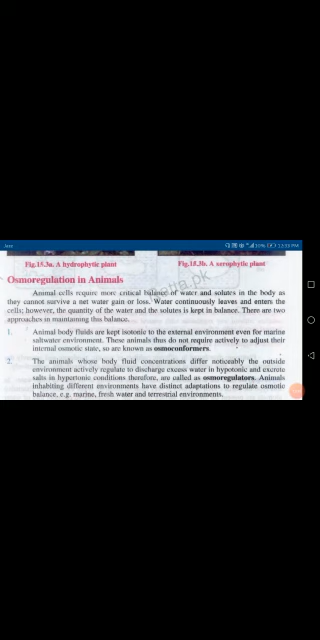 Jazz 30% 12:33 PM
Fig.15.3a. A hydrophytic plant Fig.15.3b. A xerophytic plant
Osmoregulation in Animals
Animal cells require more critical balance of water and solutes in the body as
they cannot survive a net water gain or loss. Water continuously leaves and enters the
cells; however, the quantity of the water and the solutes is kept in balance. There are two
approaches in maintaining this balance.
1. Animal body fluids are kept isotonic to the external environment even for marine
saltwater environment. These animals thus do not require actively to adjust their
internal osmotic state, so are known as osmoconformers.
2. The animals whose body fluid concentrations differ noticeably the outside
environment actively regulate to discharge excess water in hypotonic and excrete
salts in hypertonic conditions therefore, are called as osmoregulators. Animals
inhabiting different environments have distinct adaptations to regulate osmotic
balance, e.g. marine, fresh water and terrestrial environments.